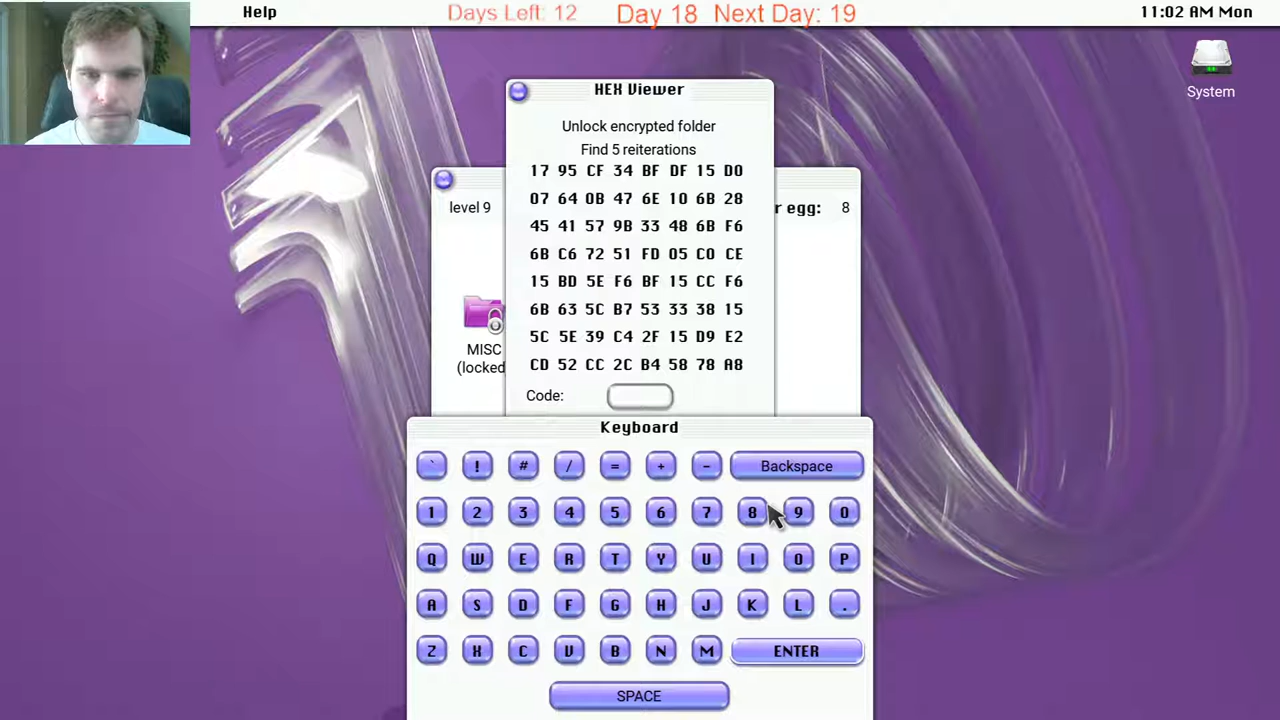 Help Days Left: 12 Day 18 Next Day: 19 11:02 AM Mon
System
HEX Viewer
Unlock encrypted folder
Find 5 reiterations
17 95 CF 34 BF DF 15 D0
07 64 0B 47 6E 10 6B 28
level 9 r egg: 8
45 41 57 9B 33 48 6B F6
6B C6 72 51 FD 05 C0 CE
15 BD 5E F6 BF 15 CC F6
6B 63 5C B7 53 33 38 15
5C 5E 39 C4 2F 15 D9 E2
CD 52 CC 2C B4 58 78 A8
MISC
(locked
Code:
Keyboard
` ! # / = + - Backspace
1 2 3 4 5 6 7 8 9 0
Q W E R T Y U I O P
A S D F G H J K L .
Z X C V B N M ENTER
SPACE